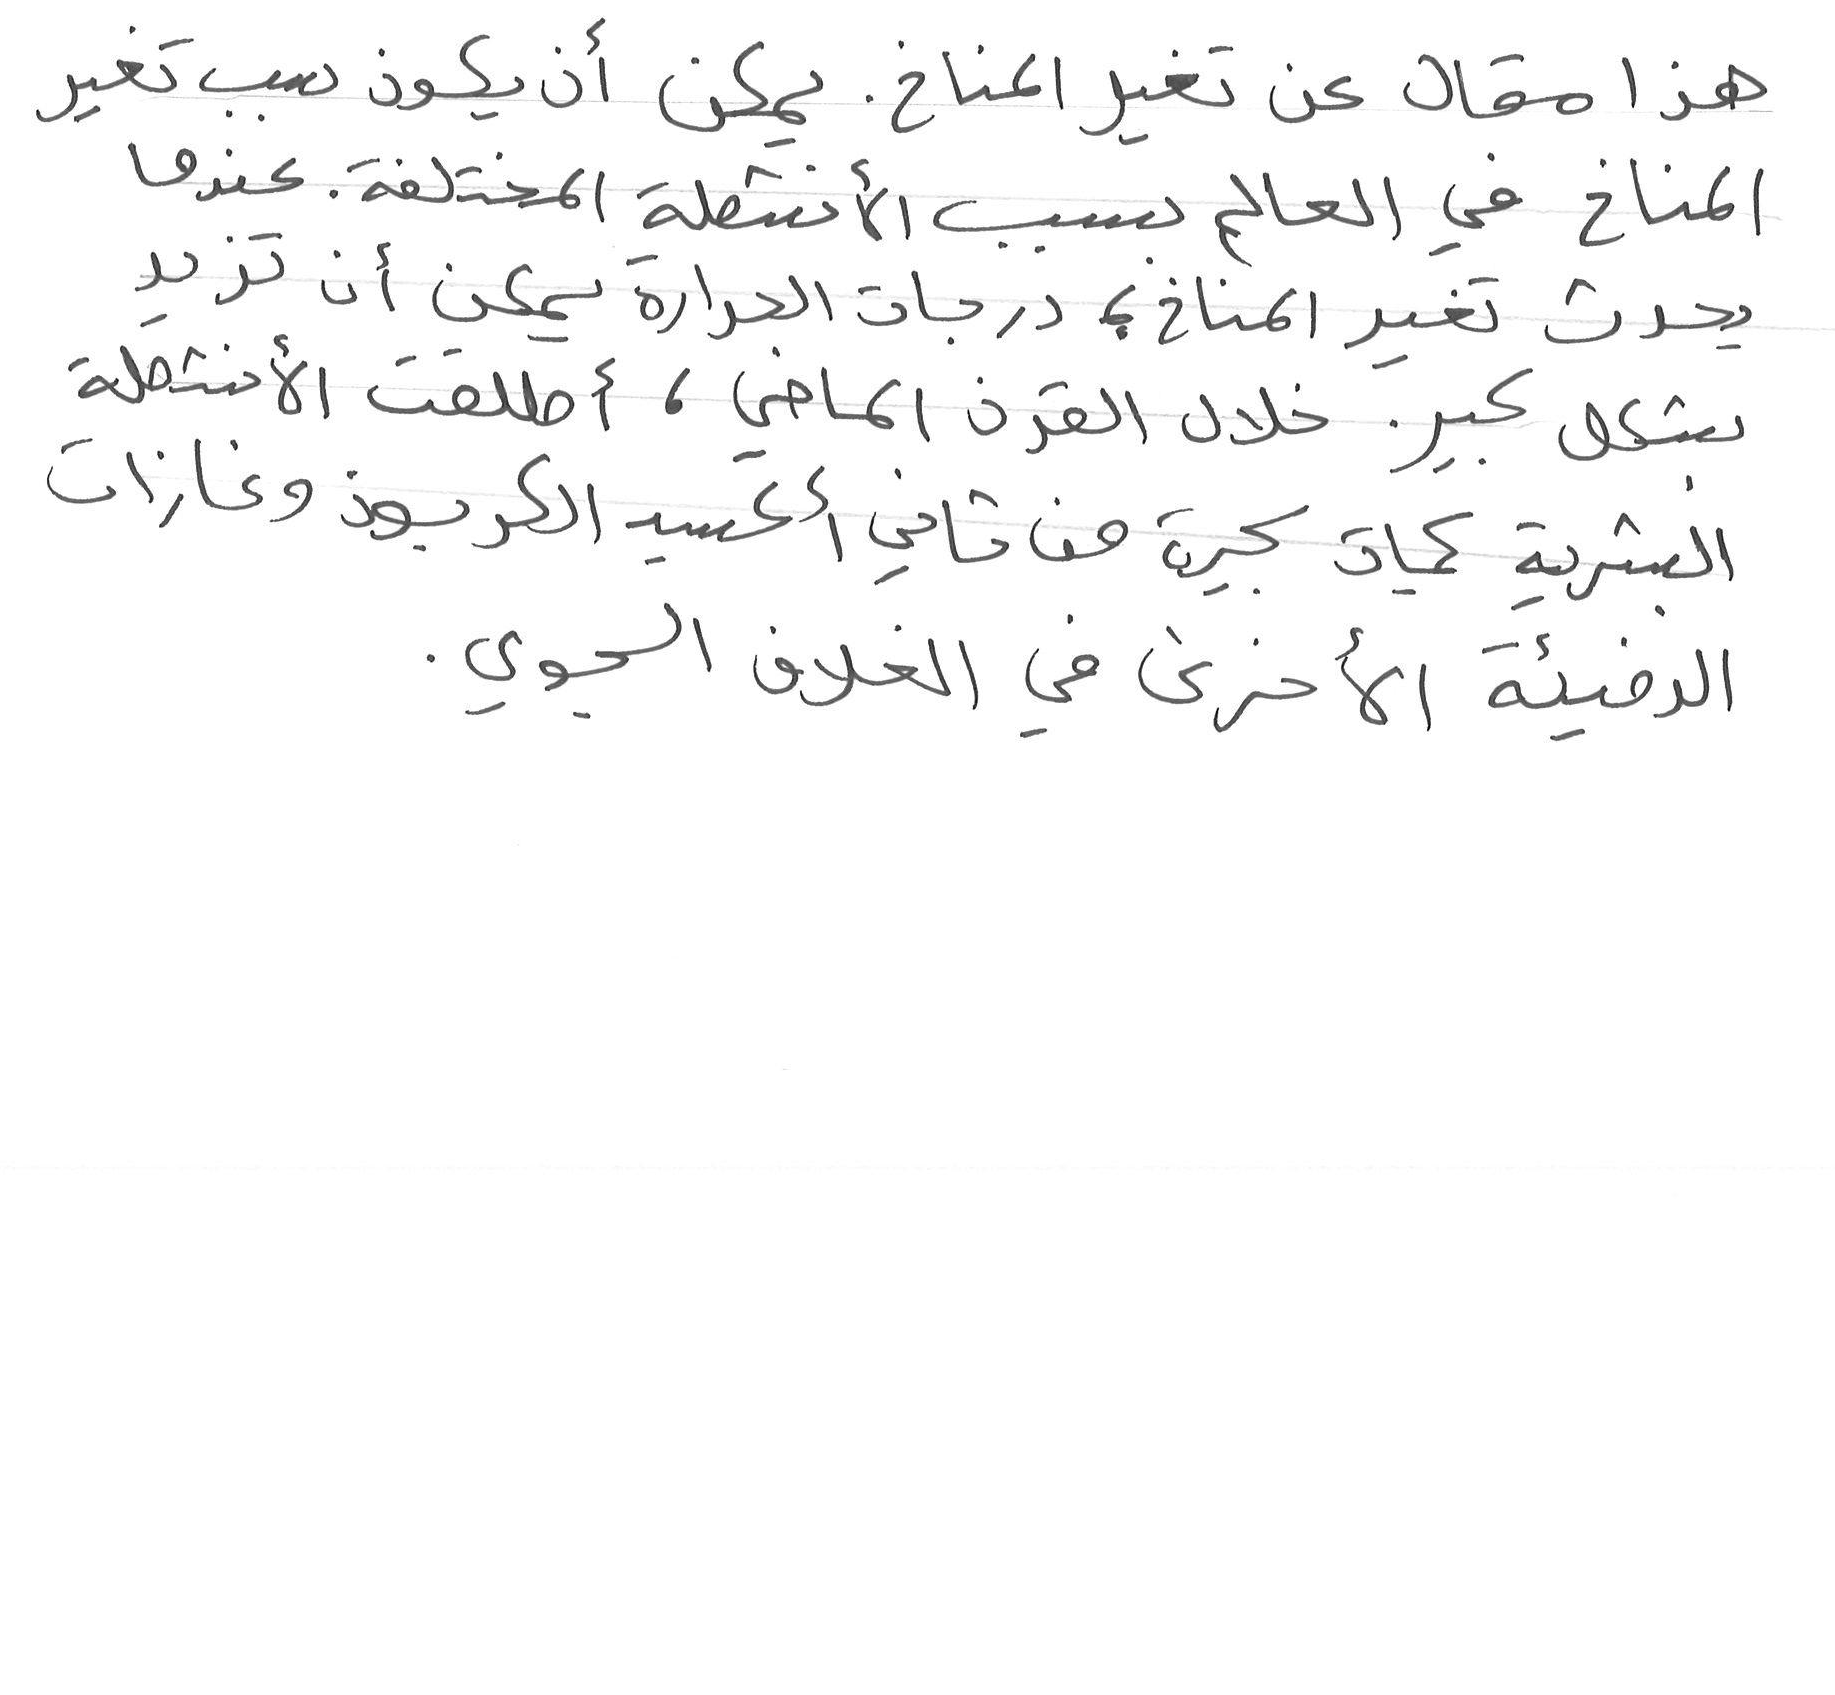 هذا مقال عن تغير المناخ. يمكن أن يكون سبب تغير
المناخ في العالم بسبب الأنشطة المختلفة. عندما
يحدث تغير المناخ، درجات الحرارة يمكن أن تزيد
بشكل كبير. خلال القرن الماضي، أطلقت الأنشطة
البشرية كميات كبيرة من ثاني أكسيد الكربون وغازات
الدفيئة الأخرى في الغلاف الجوي.